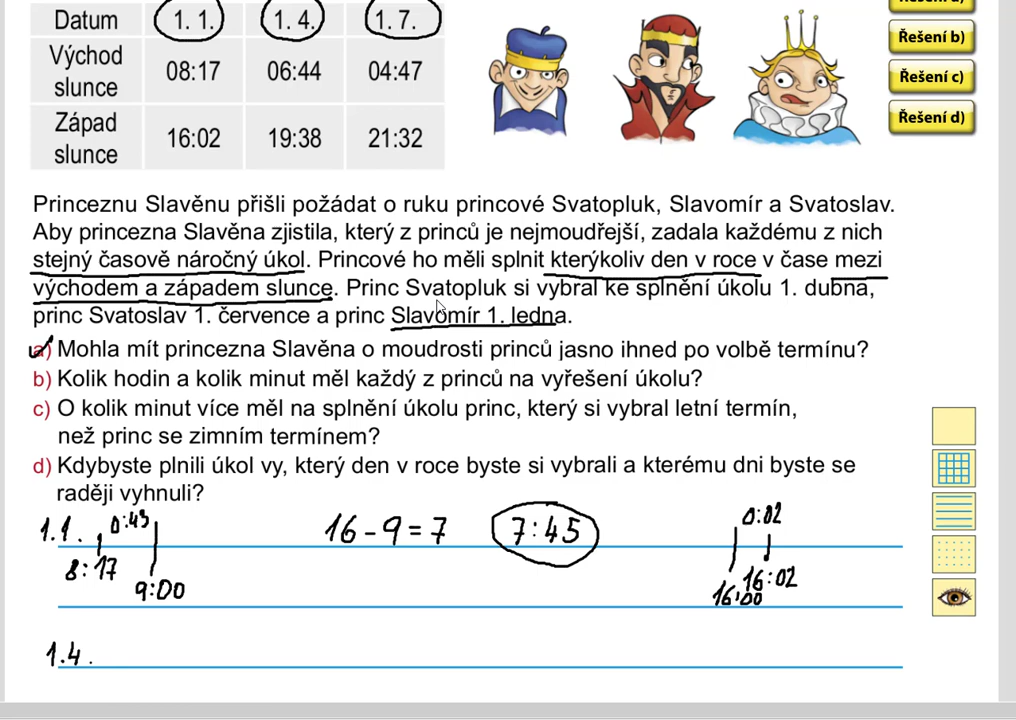 Řešení a)
Datum 1. 1. 1. 4. 1. 7.
Řešení b)
Východ slunce 08:17 06:44 04:47
Řešení c)
Západ slunce 16:02 19:38 21:32
Řešení d)
Princeznu Slavěnu přišli požádat o ruku princové Svatopluk, Slavomír a Svatoslav.
Aby princezna Slavěna zjistila, který z princů je nejmoudřejší, zadala každému z nich
stejný časově náročný úkol. Princové ho měli splnit kterýkoliv den v roce v čase mezi
východem a západem slunce. Princ Svatopluk si vybral ke splnění úkolu 1. dubna,
princ Svatoslav 1. července a princ Slavomír 1. ledna.
a) Mohla mít princezna Slavěna o moudrosti princů jasno ihned po volbě termínu?
b) Kolik hodin a kolik minut měl každý z princů na vyřešení úkolu?
c) O kolik minut více měl na splnění úkolu princ, který si vybral letní termín,
než princ se zimním termínem?
d) Kdybyste plnili úkol vy, který den v roce byste si vybrali a kterému dni byste se
raději vyhnuli?
1.1. 0:43 16-9=7 7:45 0:02
8:17 9:00 16:00 16:02
1.4.